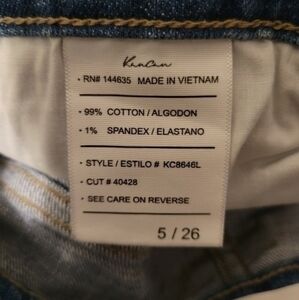 KanCan
· RN# 144635 MADE IN VIETNAM
· 99% COTTON / ALGODON
· 1% SPANDEX / ELASTANO
· STYLE / ESTILO # KC8646L
· CUT # 40428
· SEE CARE ON REVERSE
5 / 26